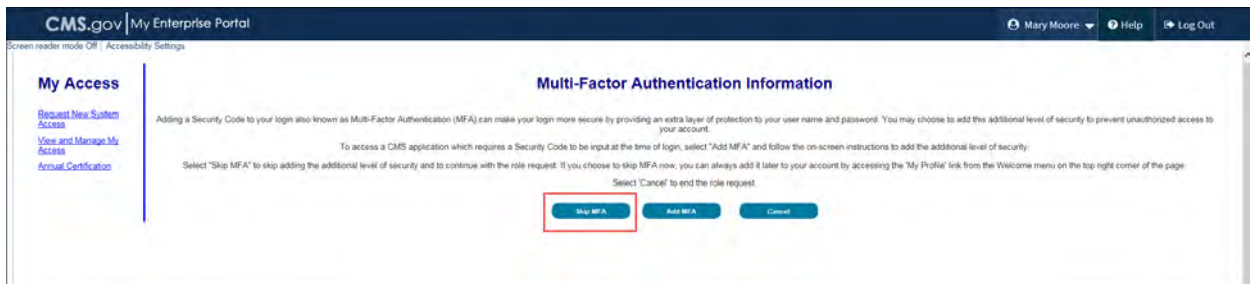 CMS.gov My Enterprise Portal
Mary Moore
Help
Log Out
Screen reader mode Off | Accessibility Settings
My Access
Request New System
Access
View and Manage My
Access
Annual Certification
Multi-Factor Authentication Information
Adding a Security Code to your login also known as Multi-Factor Authentication (MFA) can make your login more secure by providing an extra layer of protection to your user name and password. You may choose to add this additional level of security to prevent unauthorized access to
your account.
To access a CMS application which requires a Security Code to be input at the time of login, select "Add MFA" and follow the on-screen instructions to add the additional level of security.
Select "Skip MFA" to skip adding the additional level of security and to continue with the role request. If you choose to skip MFA now, you can always add it later to your account by accessing the 'My Profile' link from the Welcome menu on the top right corner of the page.
Select 'Cancel' to end the role request.
Skip MFA
Add MFA
Cancel